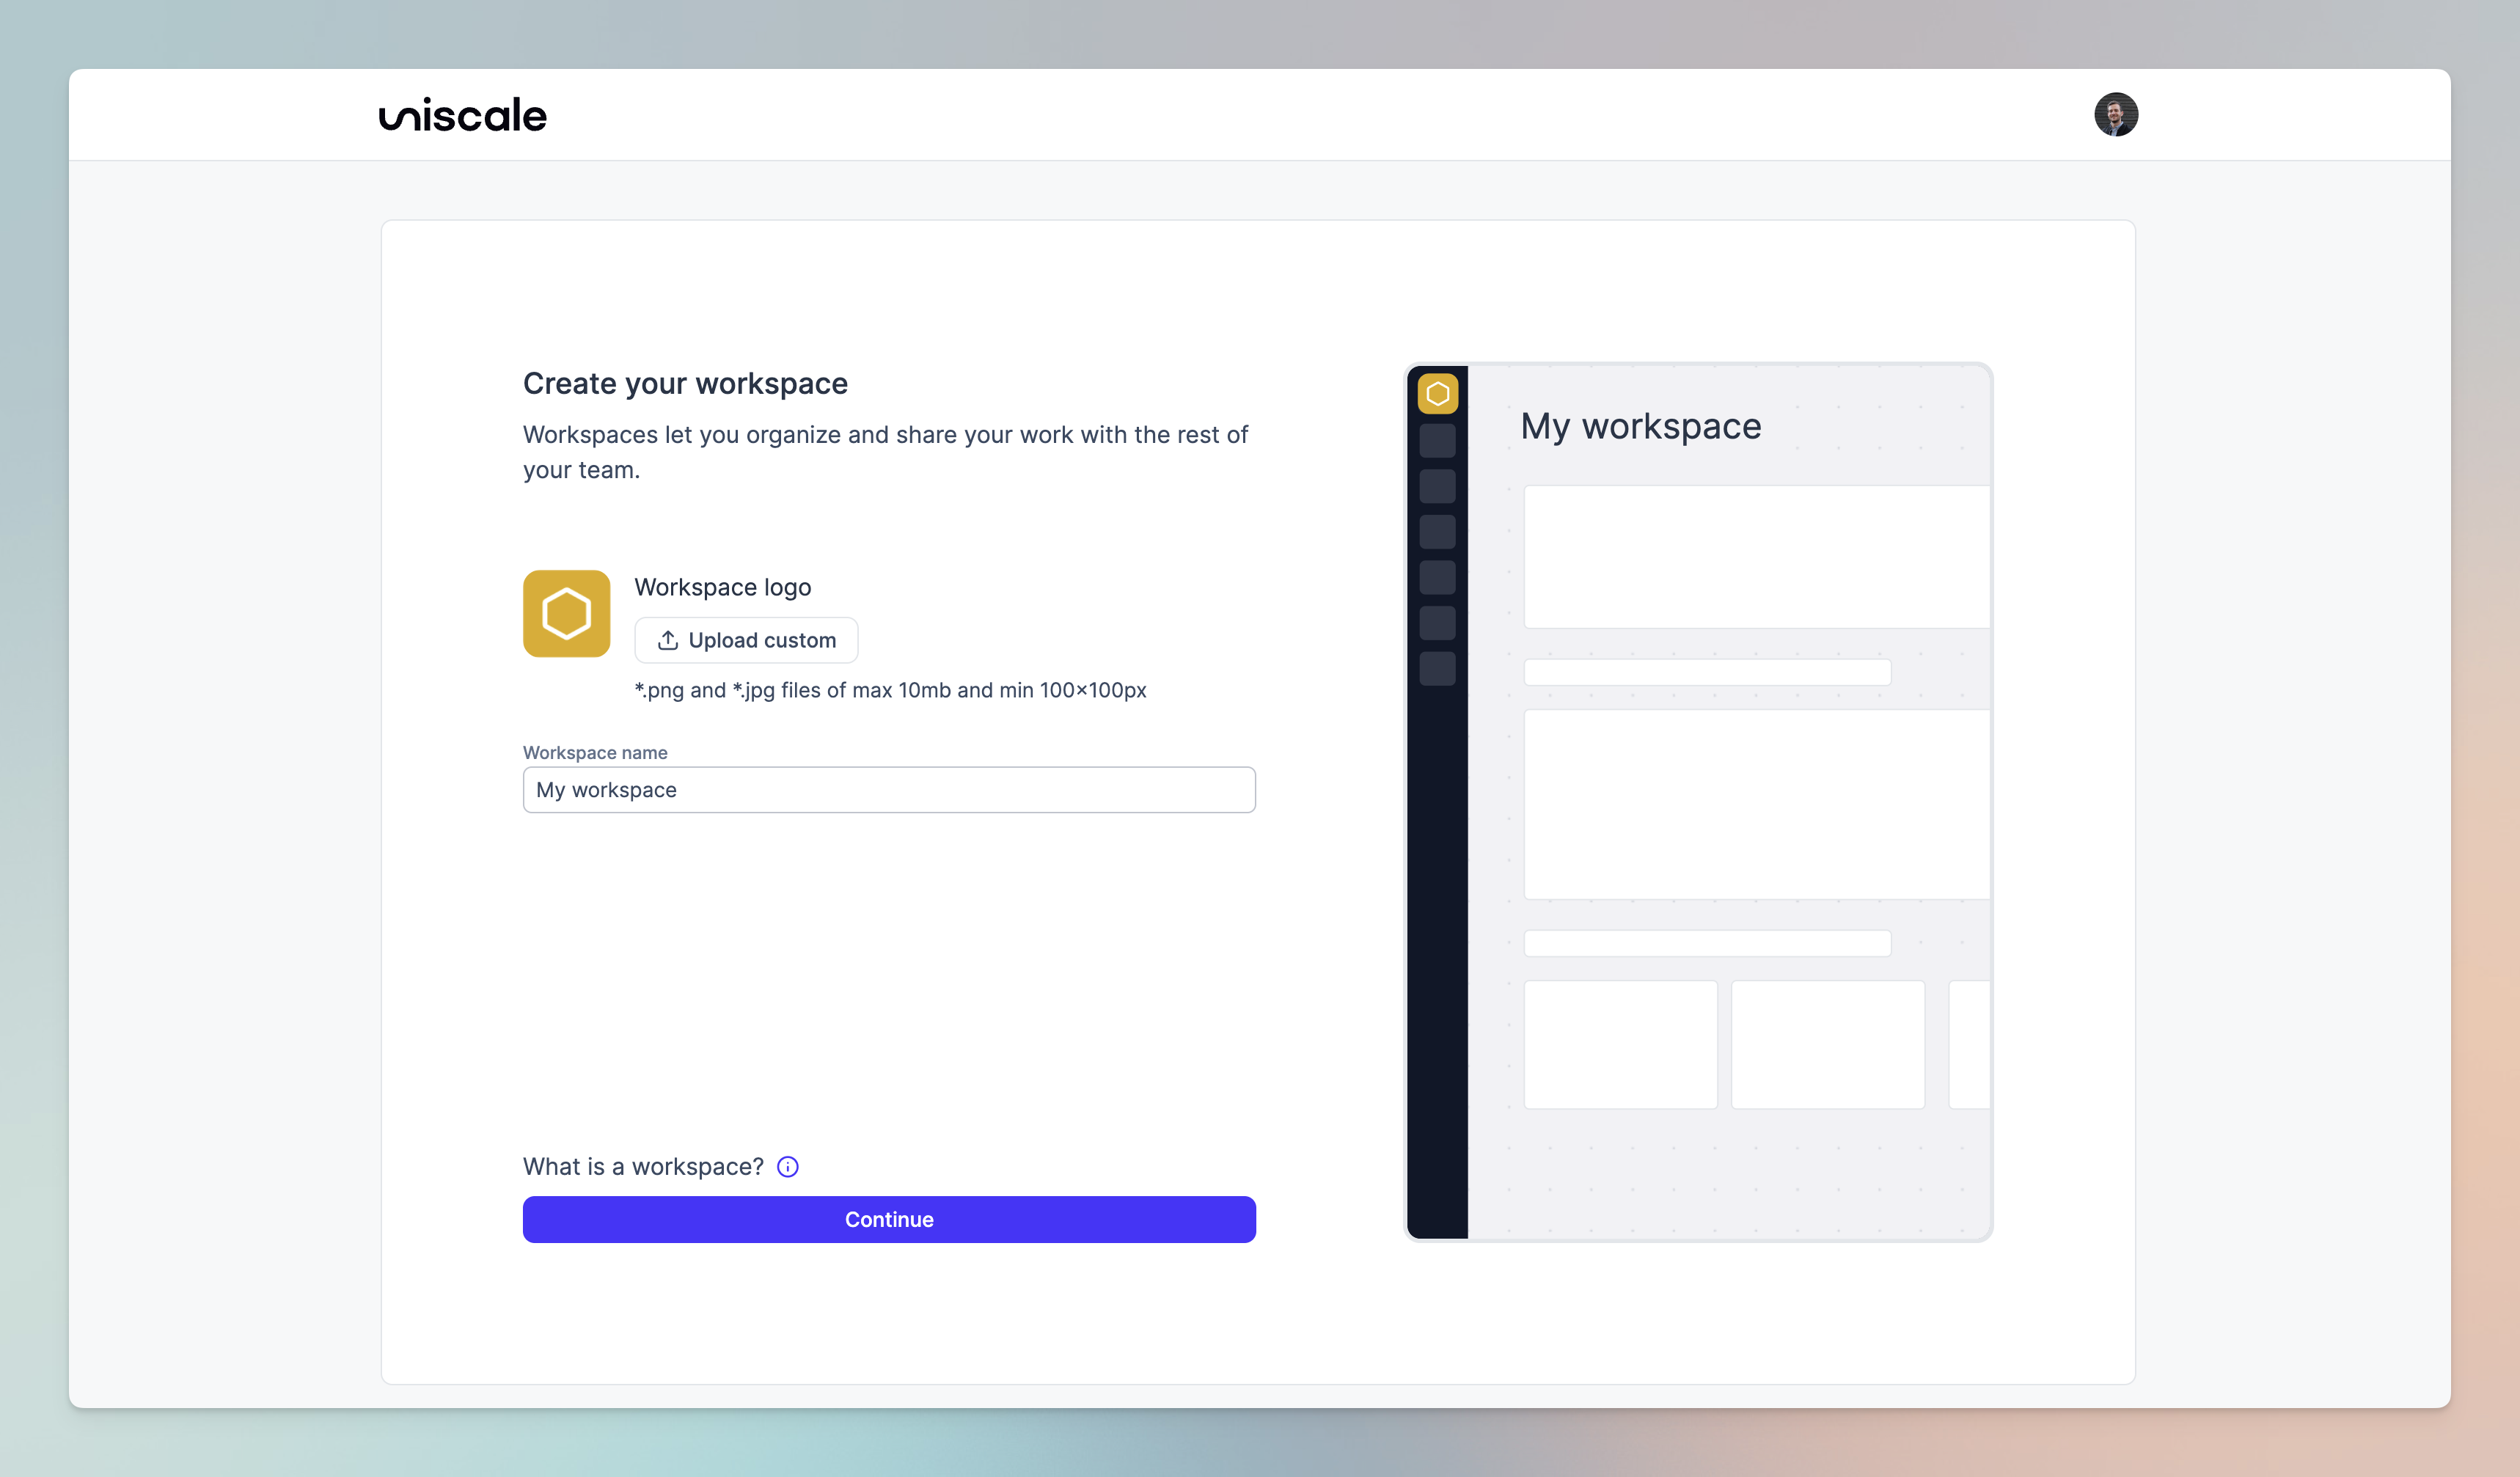 uniscale
Create your workspace
Workspaces let you organize and share your work with the rest of
your team.
Workspace logo
Upload custom
*.png and *.jpg files of max 10mb and min 100×100px
Workspace name
My workspace
What is a workspace?
Continue
My workspace